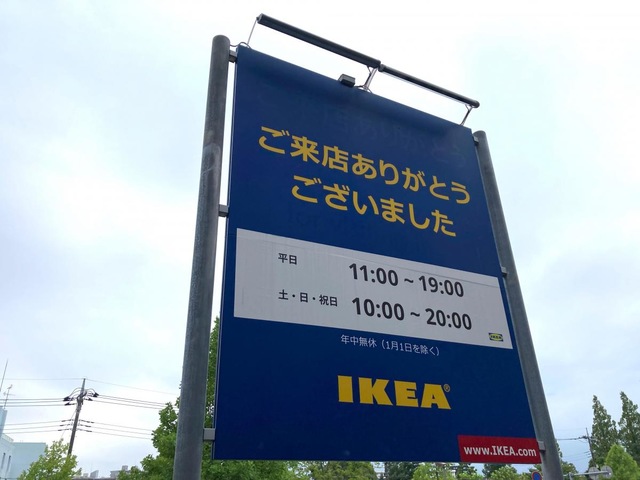 ご来店ありがとう
ございました
平日 11:00～19:00
土・日・祝日 10:00～20:00
IKEA
年中無休（1月1日を除く）
IKEA®
www.IKEA.com